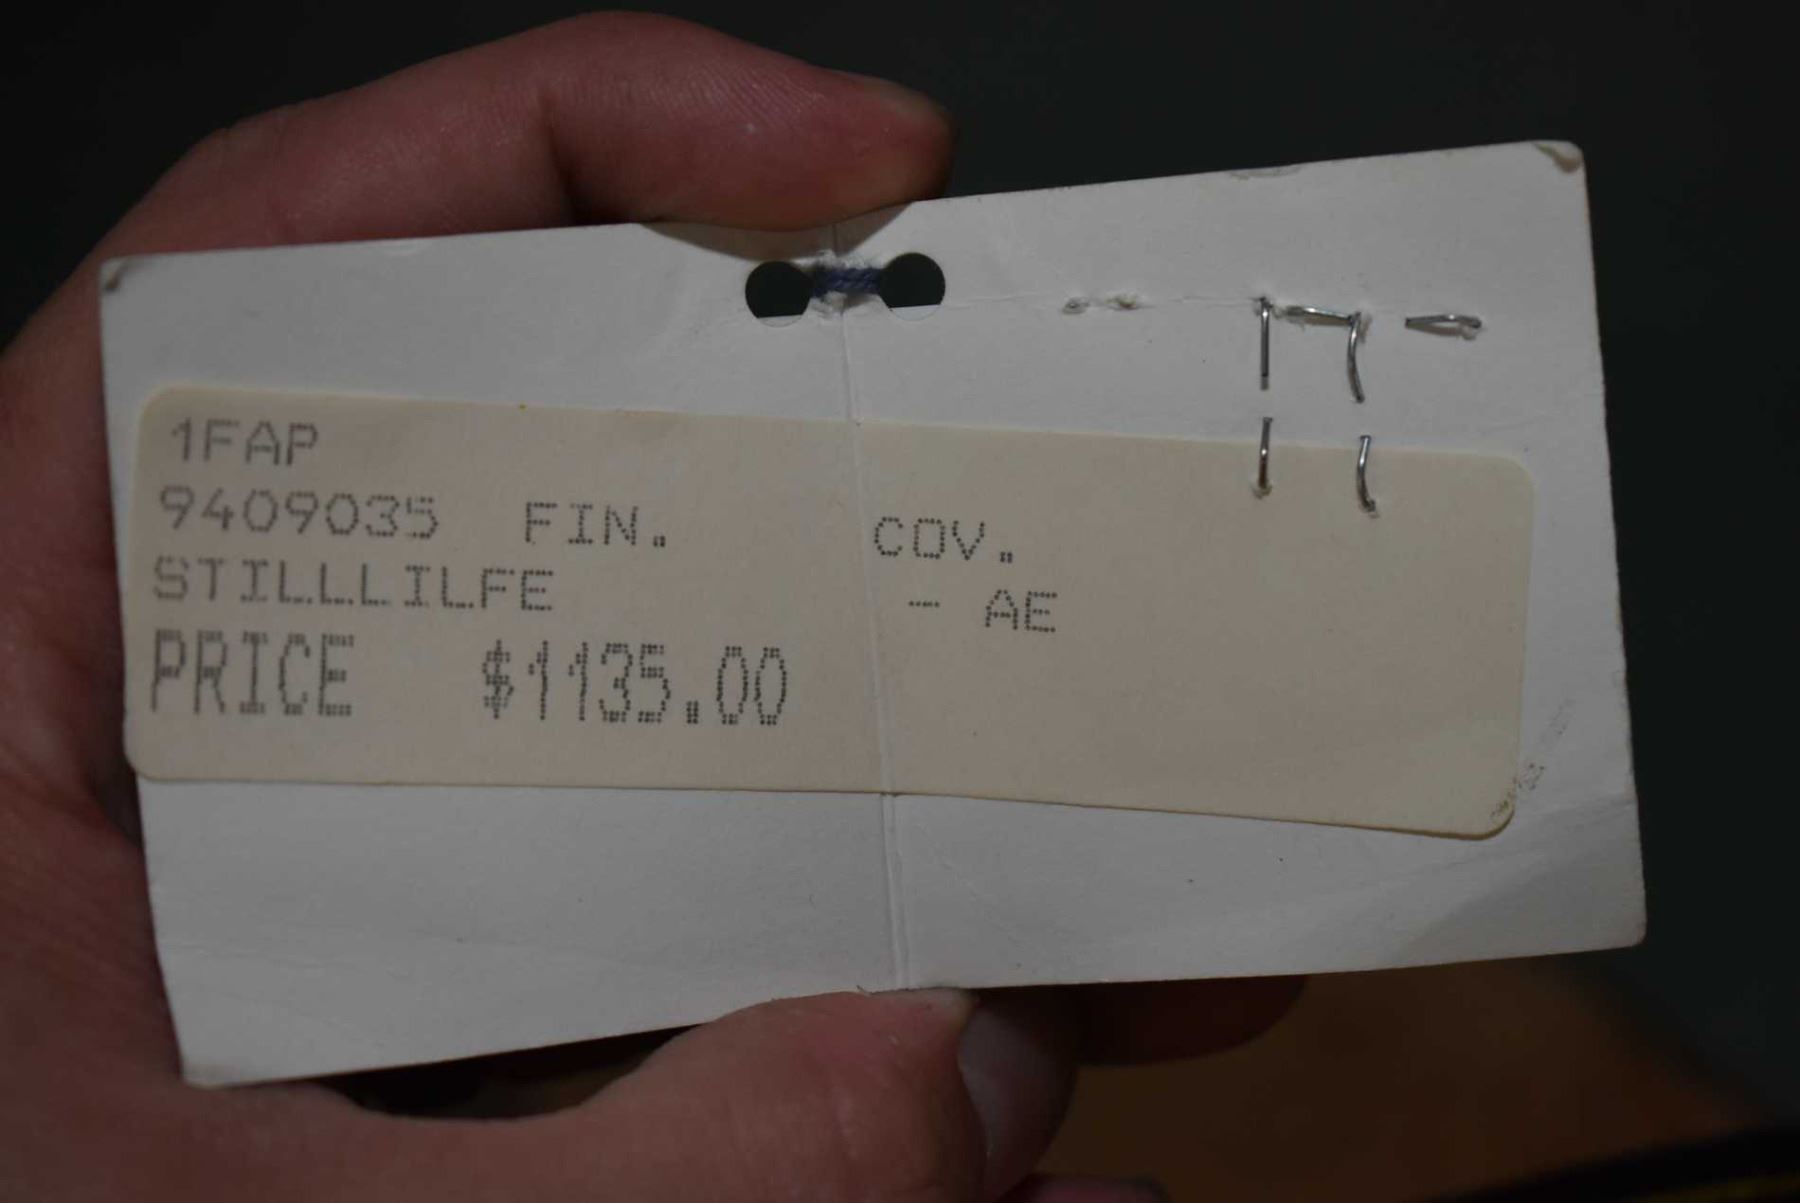 1FAP
9409035 FIN. COV.
STILLLILFE - AE
PRICE $1135.00